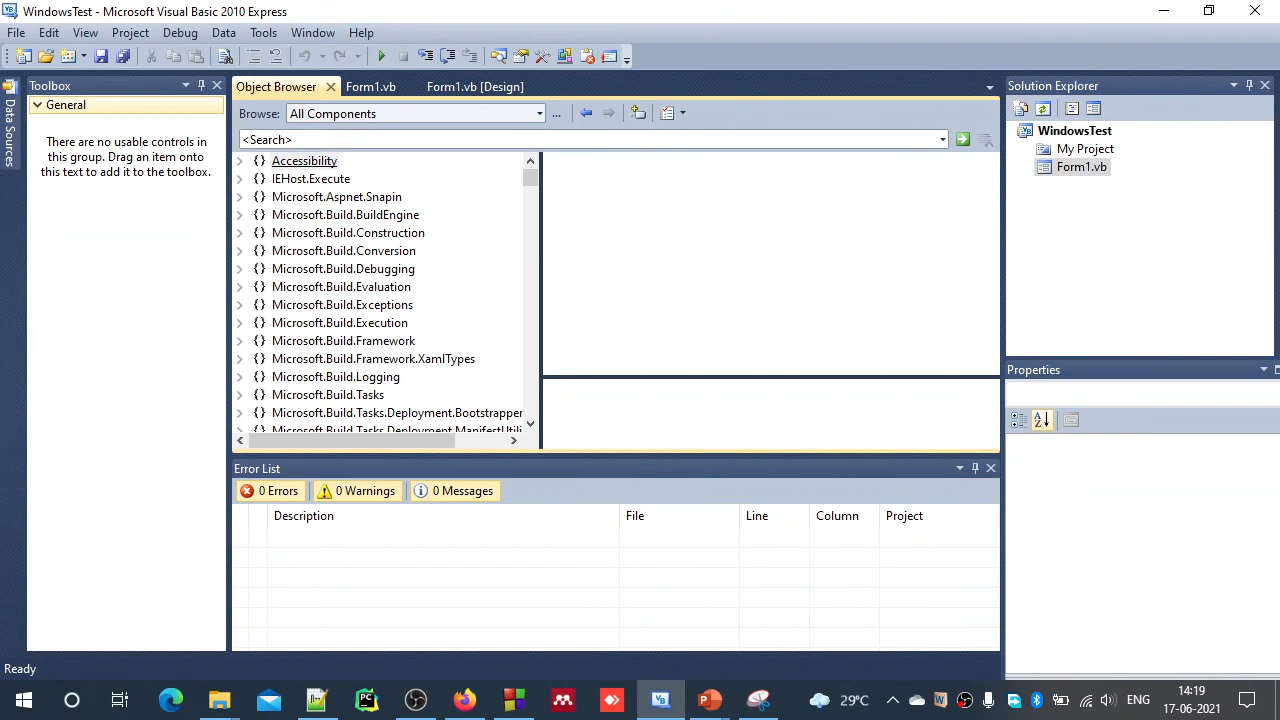 WindowsTest - Microsoft Visual Basic 2010 Express
File Edit View Project Debug Data Tools Window Help
Data Sources
Toolbox
General
There are no usable controls in
this group. Drag an item onto
this text to add it to the toolbox.
Object Browser Form1.vb Form1.vb [Design]
Browse: All Components ...
<Search>
{} Accessibility
{} IEHost.Execute
{} Microsoft.Aspnet.Snapin
{} Microsoft.Build.BuildEngine
{} Microsoft.Build.Construction
{} Microsoft.Build.Conversion
{} Microsoft.Build.Debugging
{} Microsoft.Build.Evaluation
{} Microsoft.Build.Exceptions
{} Microsoft.Build.Execution
{} Microsoft.Build.Framework
{} Microsoft.Build.Framework.XamlTypes
{} Microsoft.Build.Logging
{} Microsoft.Build.Tasks
{} Microsoft.Build.Tasks.Deployment.Bootstrapper
{} Microsoft.Build.Tasks.Deployment.ManifestUtili
Error List
0 Errors 0 Warnings 0 Messages
Description File Line Column Project
Solution Explorer
WindowsTest
My Project
Form1.vb
Properties
Ready
29°C ENG 14:19
17-06-2021